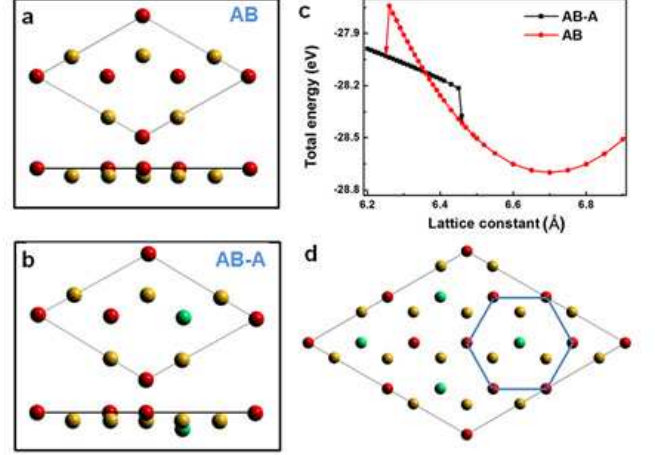 a
AB
c
AB-A
AB
-27.9
-28.2
-28.5
-28.8
Total energy (eV)
6.2
6.4
6.6
6.8
Lattice constant (Å)
b
AB-A
d